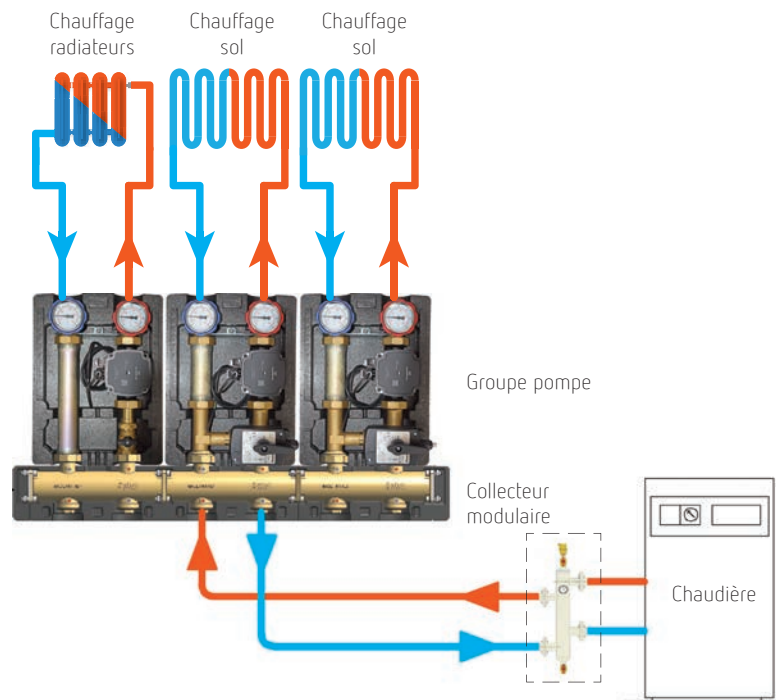 Chauffage
radiateurs
Chauffage
sol
Chauffage
sol
Groupe pompe
Collecteur
modulaire
Chaudière